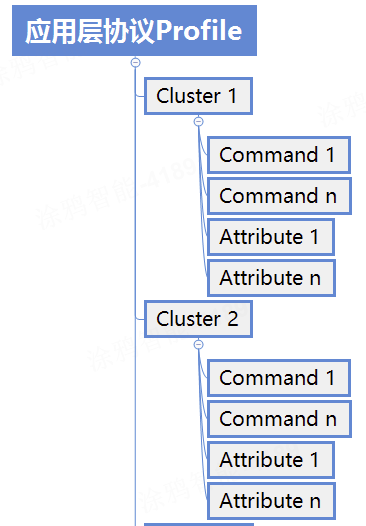 应用层协议Profile
Cluster 1
Command 1
Command n
Attribute 1
Attribute n
Cluster 2
Command 1
Command n
Attribute 1
Attribute n